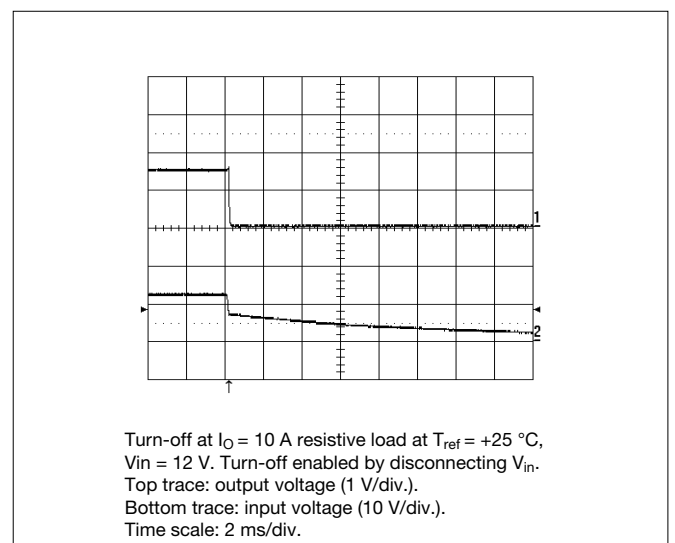 1
2
Turn-off at I_O = 10 A resistive load at T_ref = +25 °C,
Vin = 12 V. Turn-off enabled by disconnecting V_in.
Top trace: output voltage (1 V/div.).
Bottom trace: input voltage (10 V/div.).
Time scale: 2 ms/div.